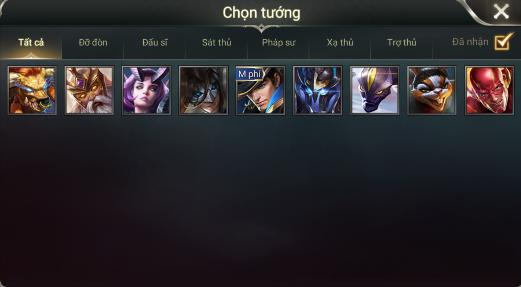 Chọn tướng
Tất cả Đỡ đòn Đấu sĩ Sát thủ Pháp sư Xạ thủ Trợ thủ Đã nhận
M phí